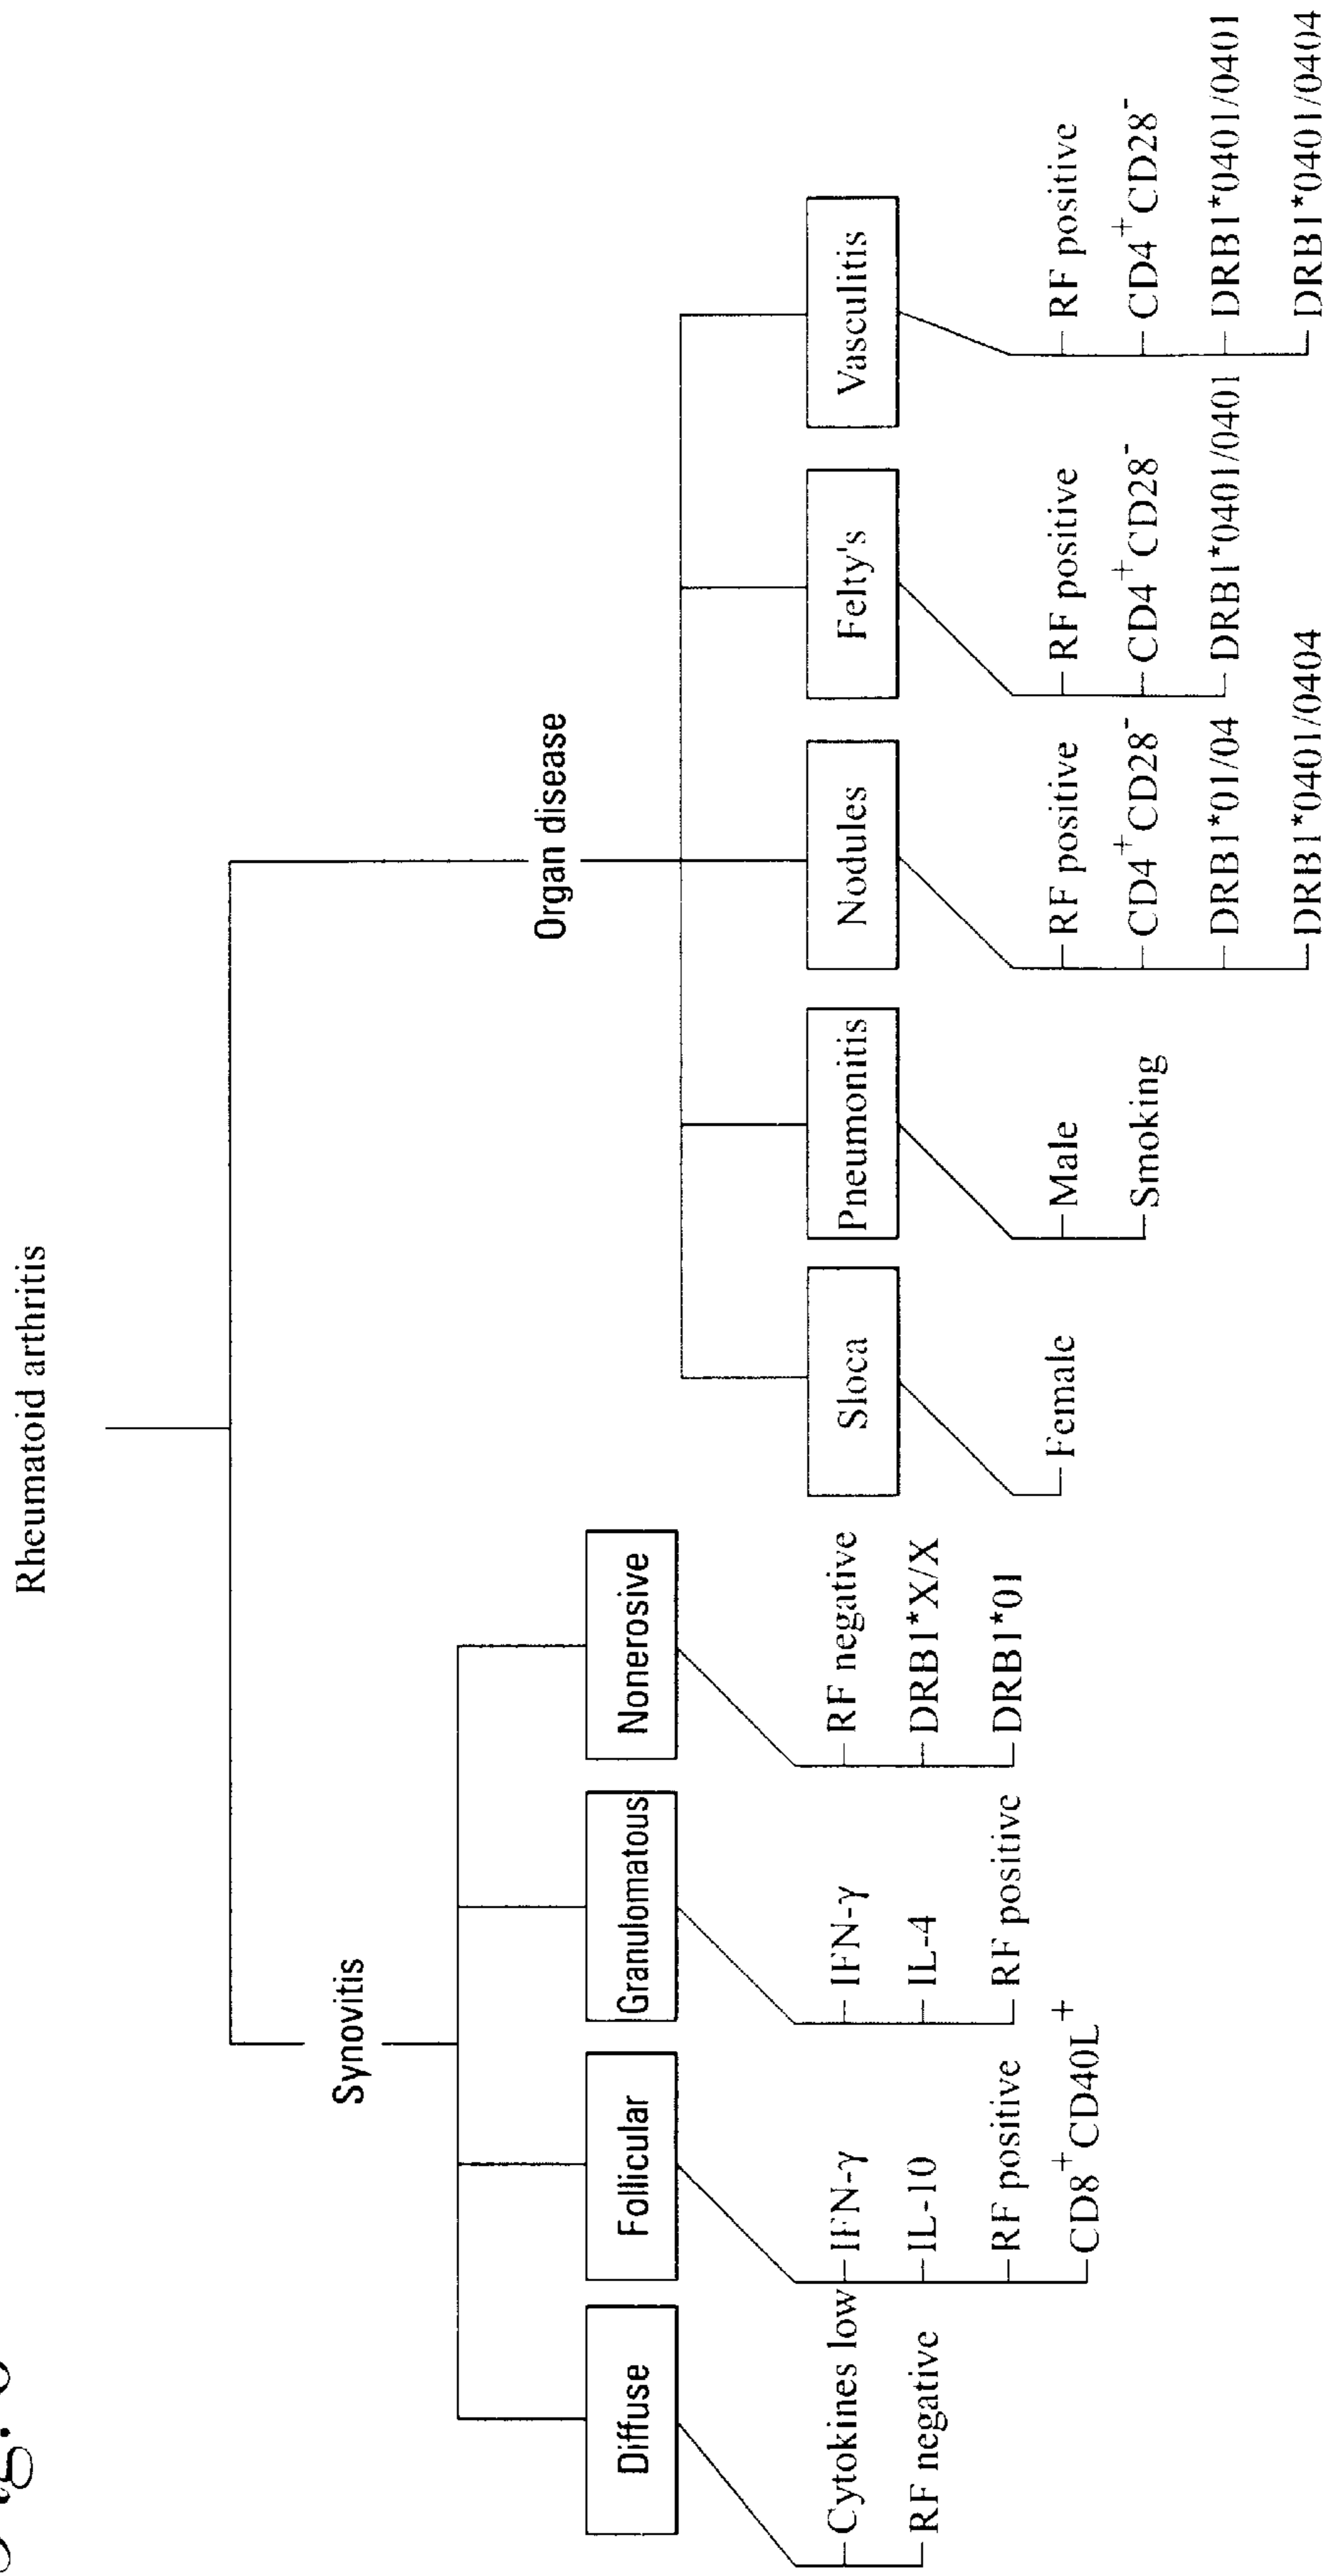 Rheumatoid arthritis
Synovitis
Organ disease
Diffuse
Follicular
Granulomatous
Nonerosive
Cytokines low
RF negative
IFN-γ
IL-10
RF positive
CD8⁺CD40L⁺
IFN-γ
IL-4
RF positive
RF negative
DRB1*X/X
DRB1*01
Sloca
Pneumonitis
Nodules
Felty's
Vasculitis
Female
Male
Smoking
RF positive
CD4⁺CD28⁻
DRB1*01/04
DRB1*0401/0404
RF positive
CD4⁺CD28⁻
DRB1*0401/0401
RF positive
CD4⁺CD28⁻
DRB1*0401/0401
DRB1*0401/0404